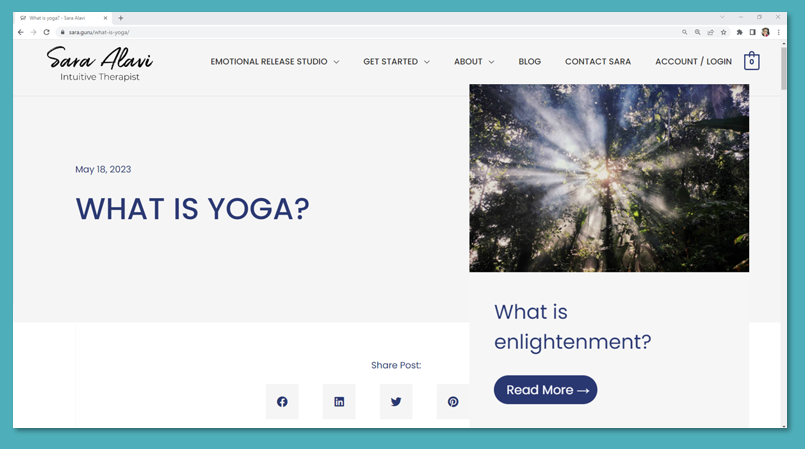 What is yoga? - Sara Alavi
sara.guru/what-is-yoga/
Sara Alavi
Intuitive Therapist
EMOTIONAL RELEASE STUDIO GET STARTED ABOUT BLOG CONTACT SARA ACCOUNT / LOGIN 0
May 18, 2023
WHAT IS YOGA?
What is
enlightenment?
Read More →
Share Post: